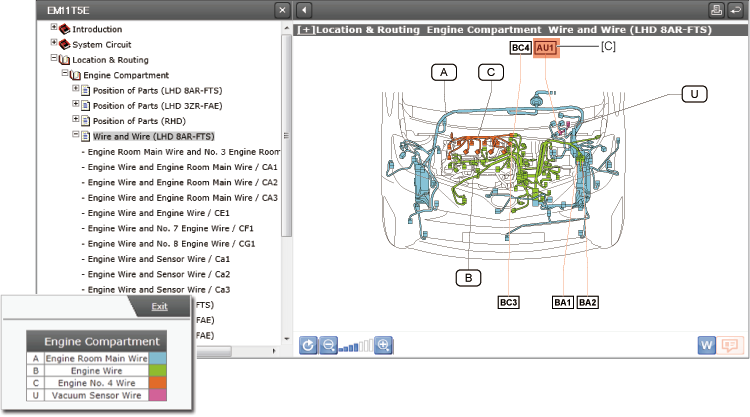 EM11T5E
Introduction
System Circuit
Location & Routing
Engine Compartment
Position of Parts (LHD 8AR-FTS)
Position of Parts (LHD 3ZR-FAE)
Position of Parts (RHD)
Wire and Wire (LHD 8AR-FTS)
- Engine Room Main Wire and No. 3 Engine Room
- Engine Wire and Engine Room Main Wire / CA1
- Engine Wire and Engine Room Main Wire / CA2
- Engine Wire and Engine Room Main Wire / CA3
- Engine Wire and Engine Wire / CE1
- Engine Wire and No. 7 Engine Wire / CF1
- Engine Wire and No. 8 Engine Wire / CG1
- Engine Wire and Sensor Wire / Ca1
- Engine Wire and Sensor Wire / Ca2
- Engine Wire and Sensor Wire / Ca3
FTS)
FAE)
FAE)
Exit
Engine Compartment
A Engine Room Main Wire
B Engine Wire
C Engine No. 4 Wire
U Vacuum Sensor Wire
[+]Location & Routing Engine Compartment Wire and Wire (LHD 8AR-FTS)
BC4 AU1 [C]
A C U
B
BC3 BA1 BA2
W